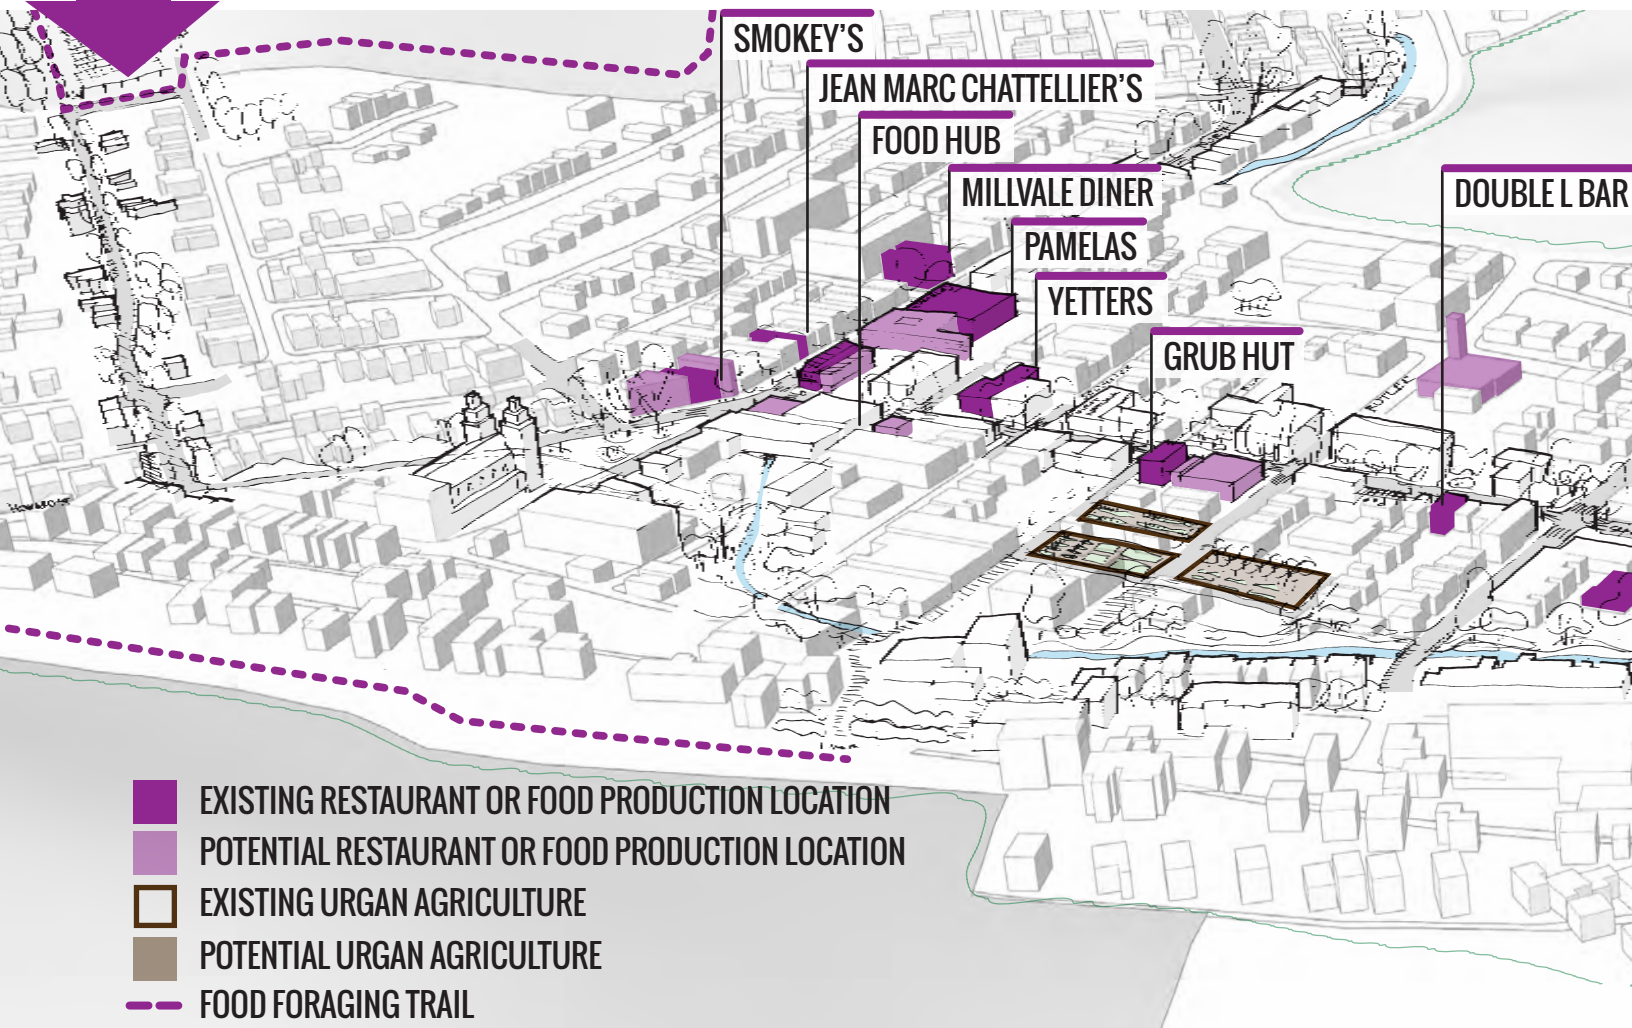 SMOKEY'S
JEAN MARC CHATTELLIER'S
FOOD HUB
MILLVALE DINER
DOUBLE L BAR
PAMELAS
YETTERS
GRUB HUT
EXISTING RESTAURANT OR FOOD PRODUCTION LOCATION
POTENTIAL RESTAURANT OR FOOD PRODUCTION LOCATION
EXISTING URGAN AGRICULTURE
POTENTIAL URGAN AGRICULTURE
FOOD FORAGING TRAIL